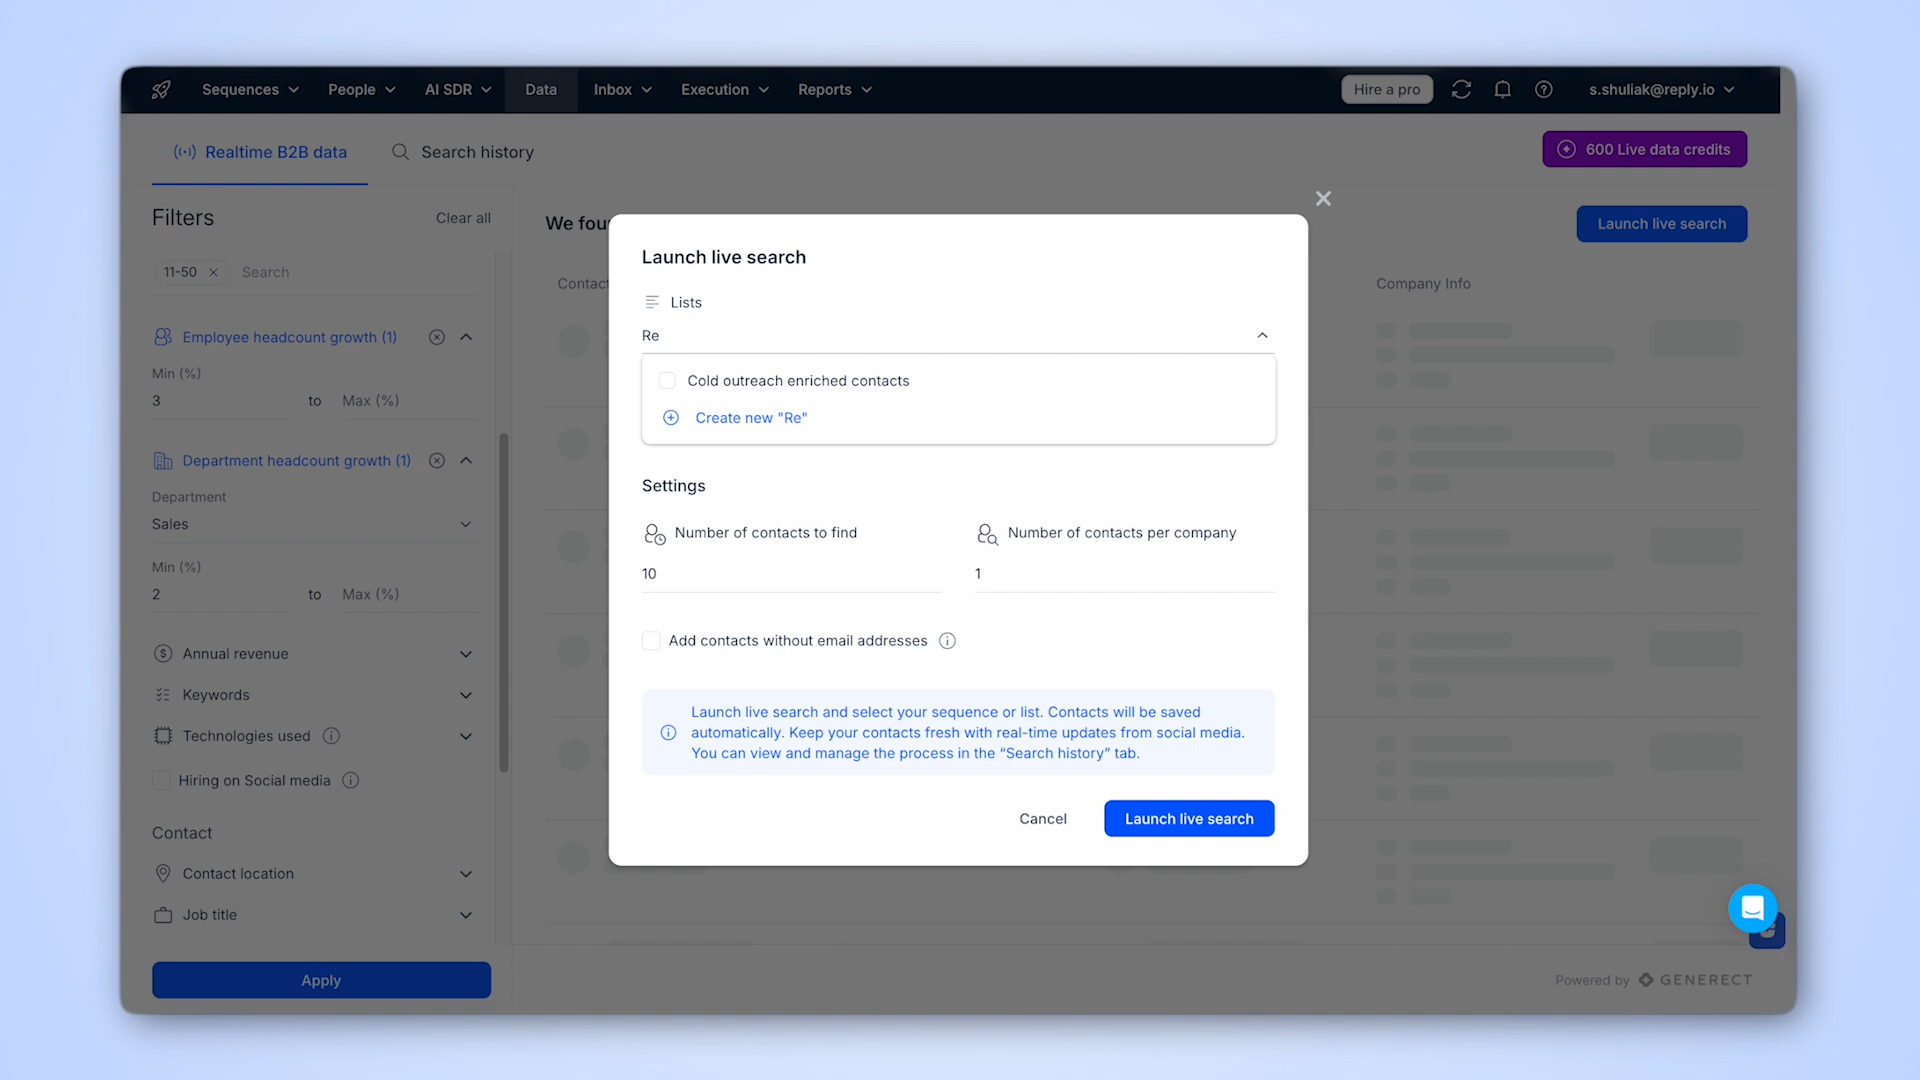 Sequences
People
AI SDR
Data
Inbox
Execution
Reports
Hire a pro
s.shuliak@reply.io
Realtime B2B data
Search history
600 Live data credits
Filters
Clear all
11-50
Search
Employee headcount growth (1)
Min (%)
3
to
Max (%)
Department headcount growth (1)
Department
Sales
Min (%)
2
to
Max (%)
Annual revenue
Keywords
Technologies used
Hiring on Social media
Contact
Contact location
Job title
Apply
We fou
Launch live search
Contact
Company Info
Launch live search
Lists
Re
Cold outreach enriched contacts
Create new "Re"
Settings
Number of contacts to find
10
Number of contacts per company
1
Add contacts without email addresses
Launch live search and select your sequence or list. Contacts will be saved
automatically. Keep your contacts fresh with real-time updates from social media.
You can view and manage the process in the “Search history” tab.
Cancel
Launch live search
Powered by GENERECT